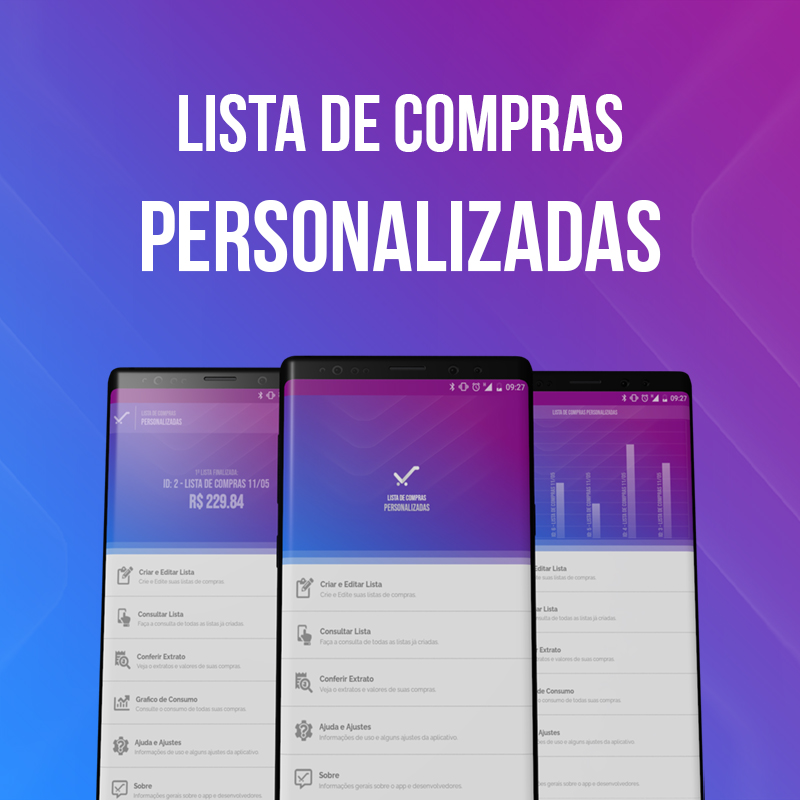 LISTA DE COMPRAS
PERSONALIZADAS
LISTA DE COMPRAS
PERSONALIZADAS
1ª LISTA FINALIZADA
ID: 2 - LISTA DE COMPRAS 11/05
R$ 229.84
Criar e Editar Lista
Crie e Edite suas listas de compras.
Consultar Lista
Faça a consulta de todas as listas já criadas.
Conferir Extrato
Veja o extratos e valores de suas compras.
Grafico de Consumo
Consulte o consumo de todas suas compras.
Ajuda e Ajustes
Informações de uso e alguns ajustes do aplicativo.
Sobre
Informações gerais sobre o app e desenvolvedores.
09:27
LISTA DE COMPRAS
PERSONALIZADAS
Criar e Editar Lista
Crie e Edite suas listas de compras.
Consultar Lista
Faça a consulta de todas as listas já criadas.
Conferir Extrato
Veja o extratos e valores de suas compras.
Ajuda e Ajustes
Informações de uso e alguns ajustes do aplicativo.
Sobre
Informações gerais sobre o app e desenvolvedores.
09:27
LISTA DE COMPRAS PERSONALIZADAS
Editar Lista
suas listas de compras.
Lista
consulta de todas as listas já criadas.
Extrato
extratos e valores de suas compras.
de Consumo
o consumo de todas suas compras.
Ajustes
de uso e alguns ajustes do aplicativo.
gerais sobre o app e desenvolvedores.